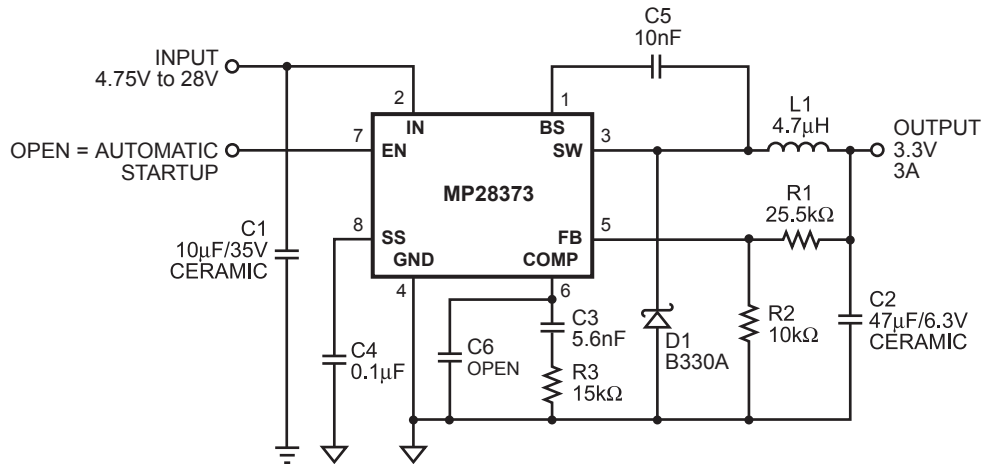 C5
10nF
INPUT
4.75V to 28V
2
1
L1
4.7μH
IN
BS
7
3
OUTPUT
3.3V
3A
OPEN = AUTOMATIC
STARTUP
EN
SW
MP28373
R1
25.5kΩ
8
5
C1
10μF/35V
CERAMIC
SS
FB
GND
COMP
4
6
C2
47μF/6.3V
CERAMIC
C3
5.6nF
R2
10kΩ
D1
B330A
C4
0.1μF
C6
OPEN
R3
15kΩ